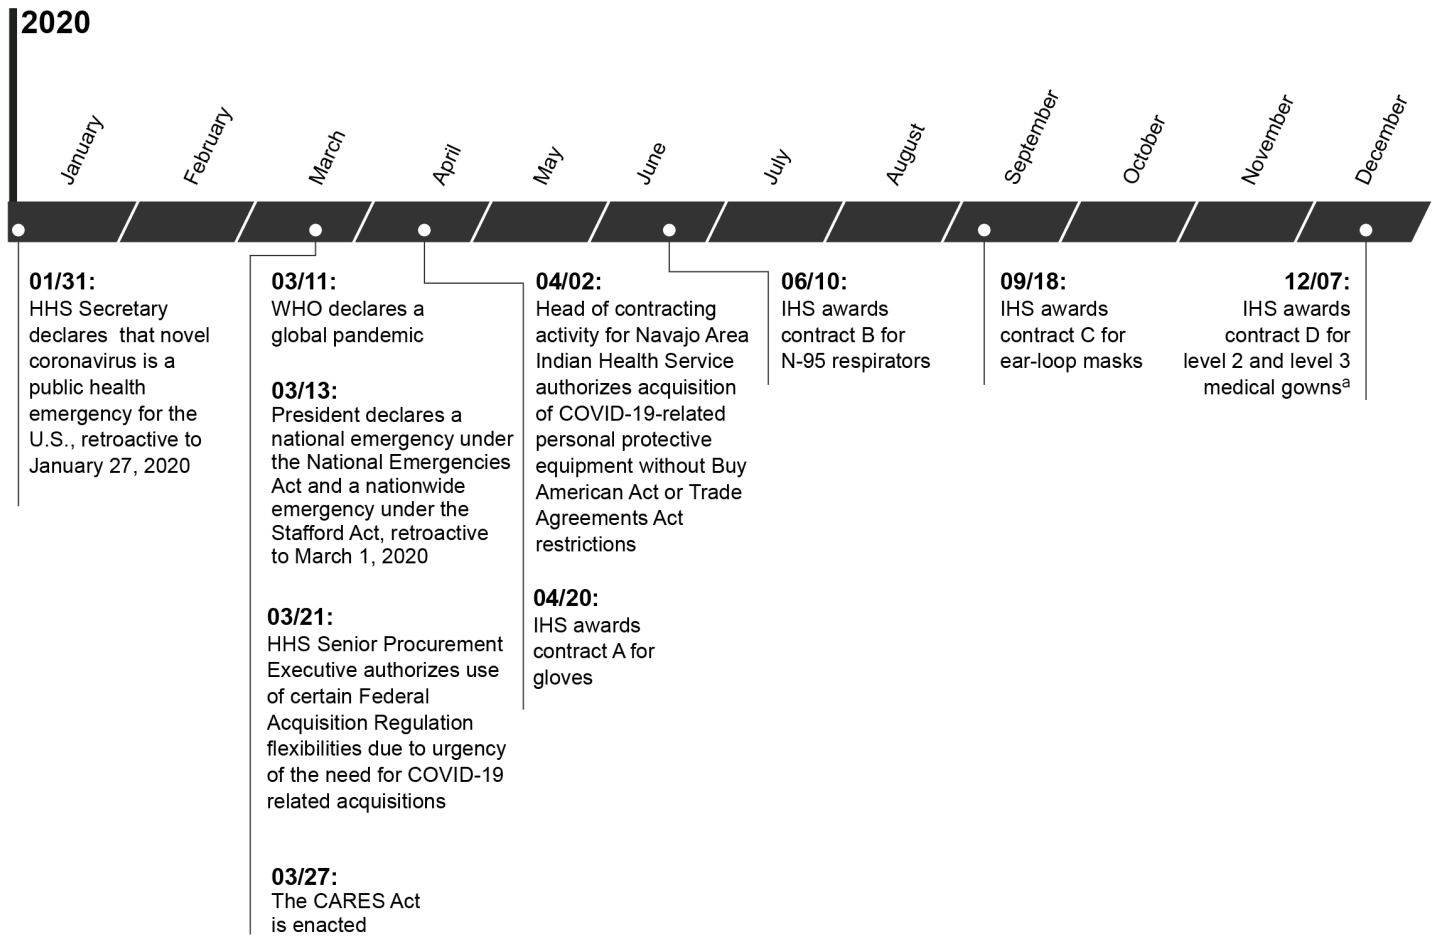 2020
January
February
March
April
May
June
July
August
September
October
November
December
01/31:
HHS Secretary
declares that novel
coronavirus is a
public health
emergency for the
U.S., retroactive to
January 27, 2020
03/11:
WHO declares a
global pandemic
03/13:
President declares a
national emergency under
the National Emergencies
Act and a nationwide
emergency under the
Stafford Act, retroactive
to March 1, 2020
03/21:
HHS Senior Procurement
Executive authorizes use
of certain Federal
Acquisition Regulation
flexibilities due to urgency
of the need for COVID-19
related acquisitions
03/27:
The CARES Act
is enacted
04/02:
Head of contracting
activity for Navajo Area
Indian Health Service
authorizes acquisition
of COVID-19-related
personal protective
equipment without Buy
American Act or Trade
Agreements Act
restrictions
04/20:
IHS awards
contract A for
gloves
06/10:
IHS awards
contract B for
N-95 respirators
09/18:
IHS awards
contract C for
ear-loop masks
12/07:
IHS awards
contract D for
level 2 and level 3
medical gownsa